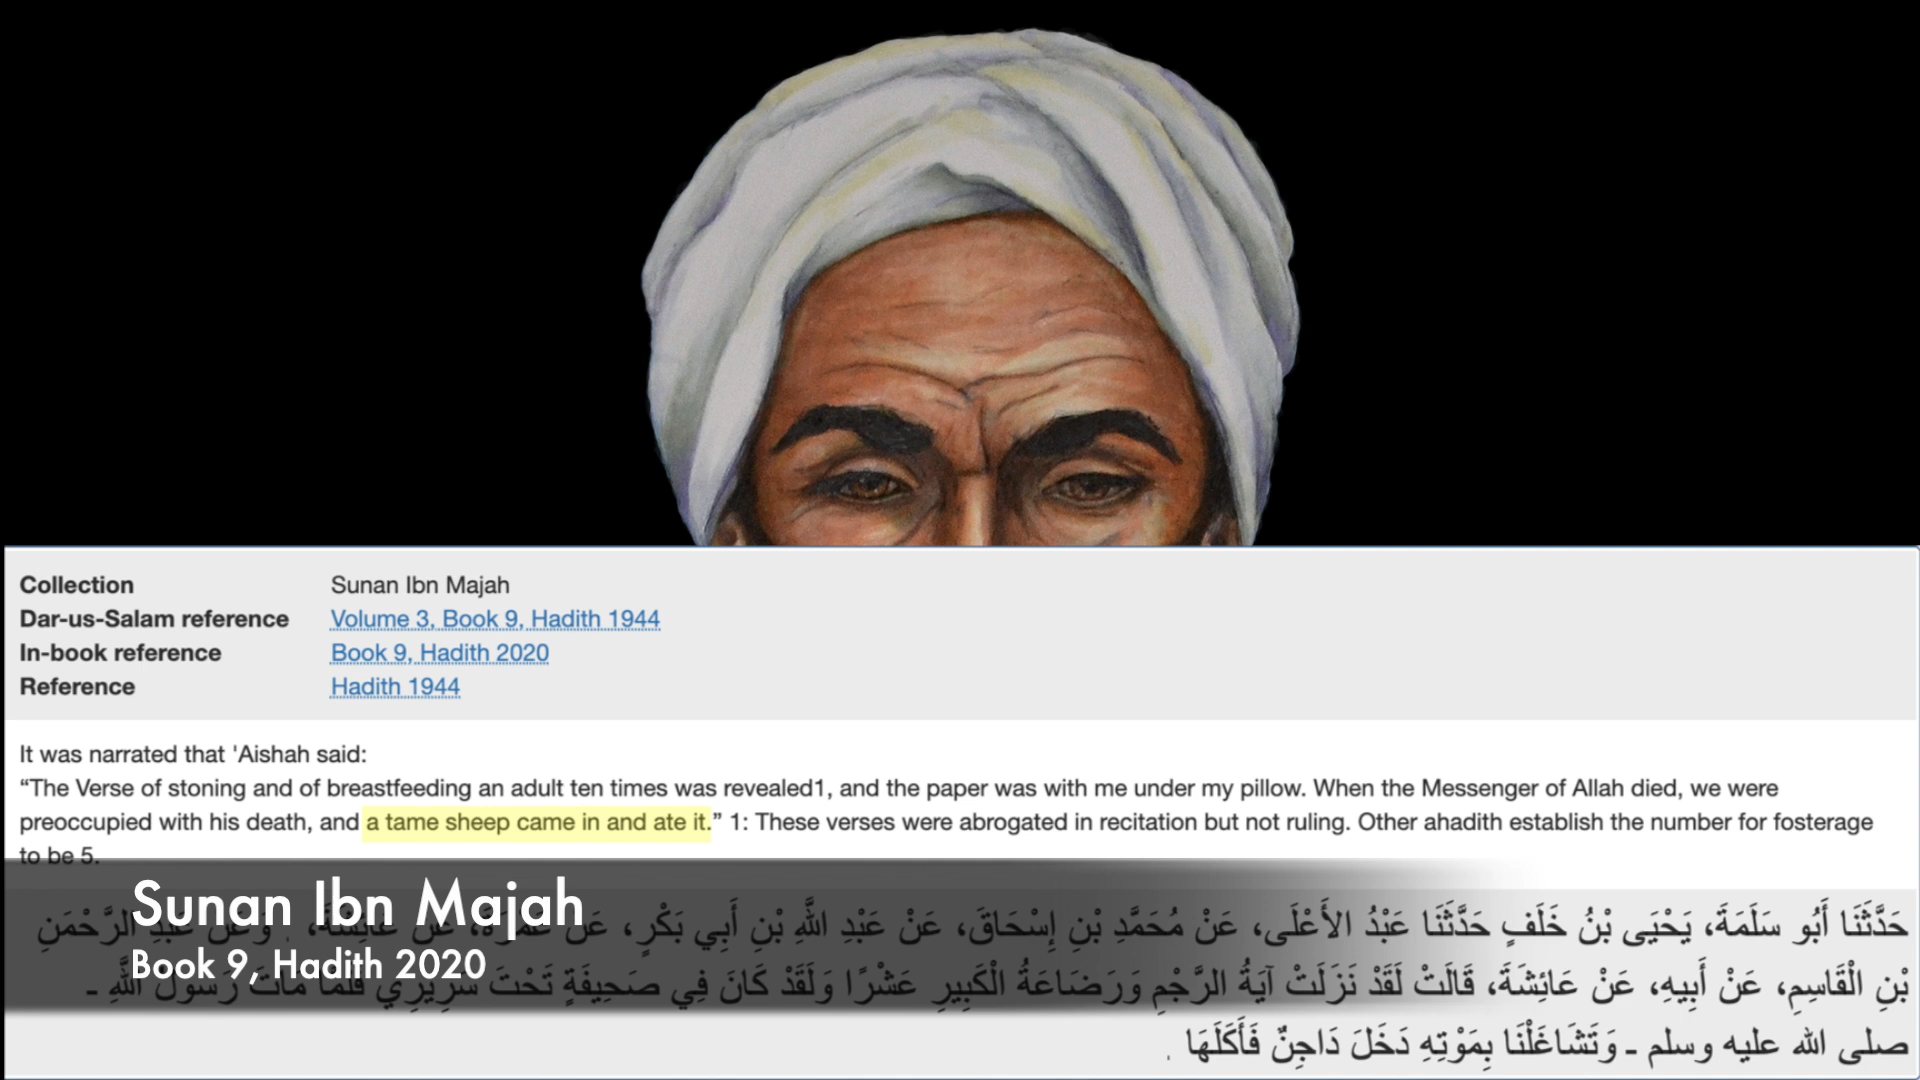 Collection Sunan Ibn Majah
Dar-us-Salam reference Volume 3, Book 9, Hadith 1944
In-book reference Book 9, Hadith 2020
Reference Hadith 1944
It was narrated that 'Aishah said:
“The Verse of stoning and of breastfeeding an adult ten times was revealed1, and the paper was with me under my pillow. When the Messenger of Allah died, we were
preoccupied with his death, and a tame sheep came in and ate it.” 1: These verses were abrogated in recitation but not ruling. Other ahadith establish the number for fosterage
to be 5.
Sunan Ibn Majah
Book 9, Hadith 2020
حَدَّثَنَا أَبُو سَلَمَةَ، يَحْيَى بْنُ خَلَفٍ حَدَّثَنَا عَبْدُ الأَعْلَى، عَنْ مُحَمَّدِ بْنِ إِسْحَاقَ، عَنْ عَبْدِ اللَّهِ بْنِ أَبِي بَكْرٍ، عَنْ عَمْرَةَ، عَنْ عَائِشَةَ، . وَعَنْ عَبْدِ الرَّحْمَنِ
بْنِ الْقَاسِمِ، عَنْ أَبِيهِ، عَنْ عَائِشَةَ، قَالَتْ لَقَدْ نَزَلَتْ آيَةُ الرَّجْمِ وَرَضَاعَةُ الْكَبِيرِ عَشْرًا وَلَقَدْ كَانَ فِي صَحِيفَةٍ تَحْتَ سَرِيرِي فَلَمَّا مَاتَ رَسُولُ اللَّهِ ـ
صلى الله عليه وسلم ـ وَتَشَاغَلْنَا بِمَوْتِهِ دَخَلَ دَاجِنٌ فَأَكَلَهَا .